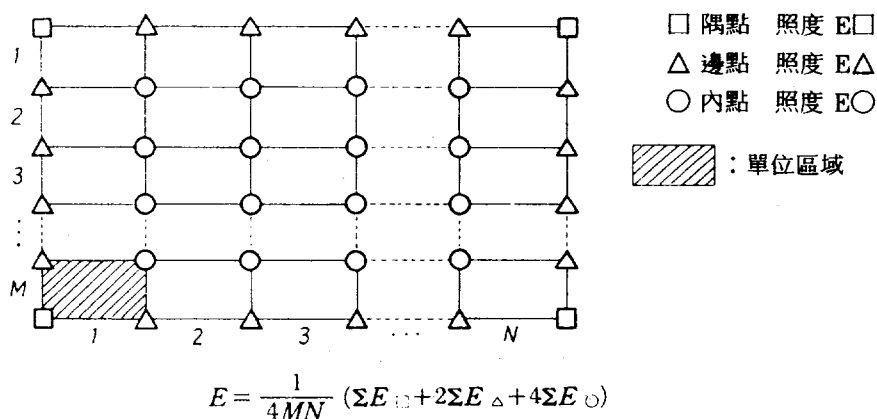 □ 隅點 照度 E□
△ 邊點 照度 E△
○ 內點 照度 E○
：單位區域
1
2
3
⋮
M
1 2 3 ⋯ N
E = 1/4MN (ΣE□+2ΣE△+4ΣE○)